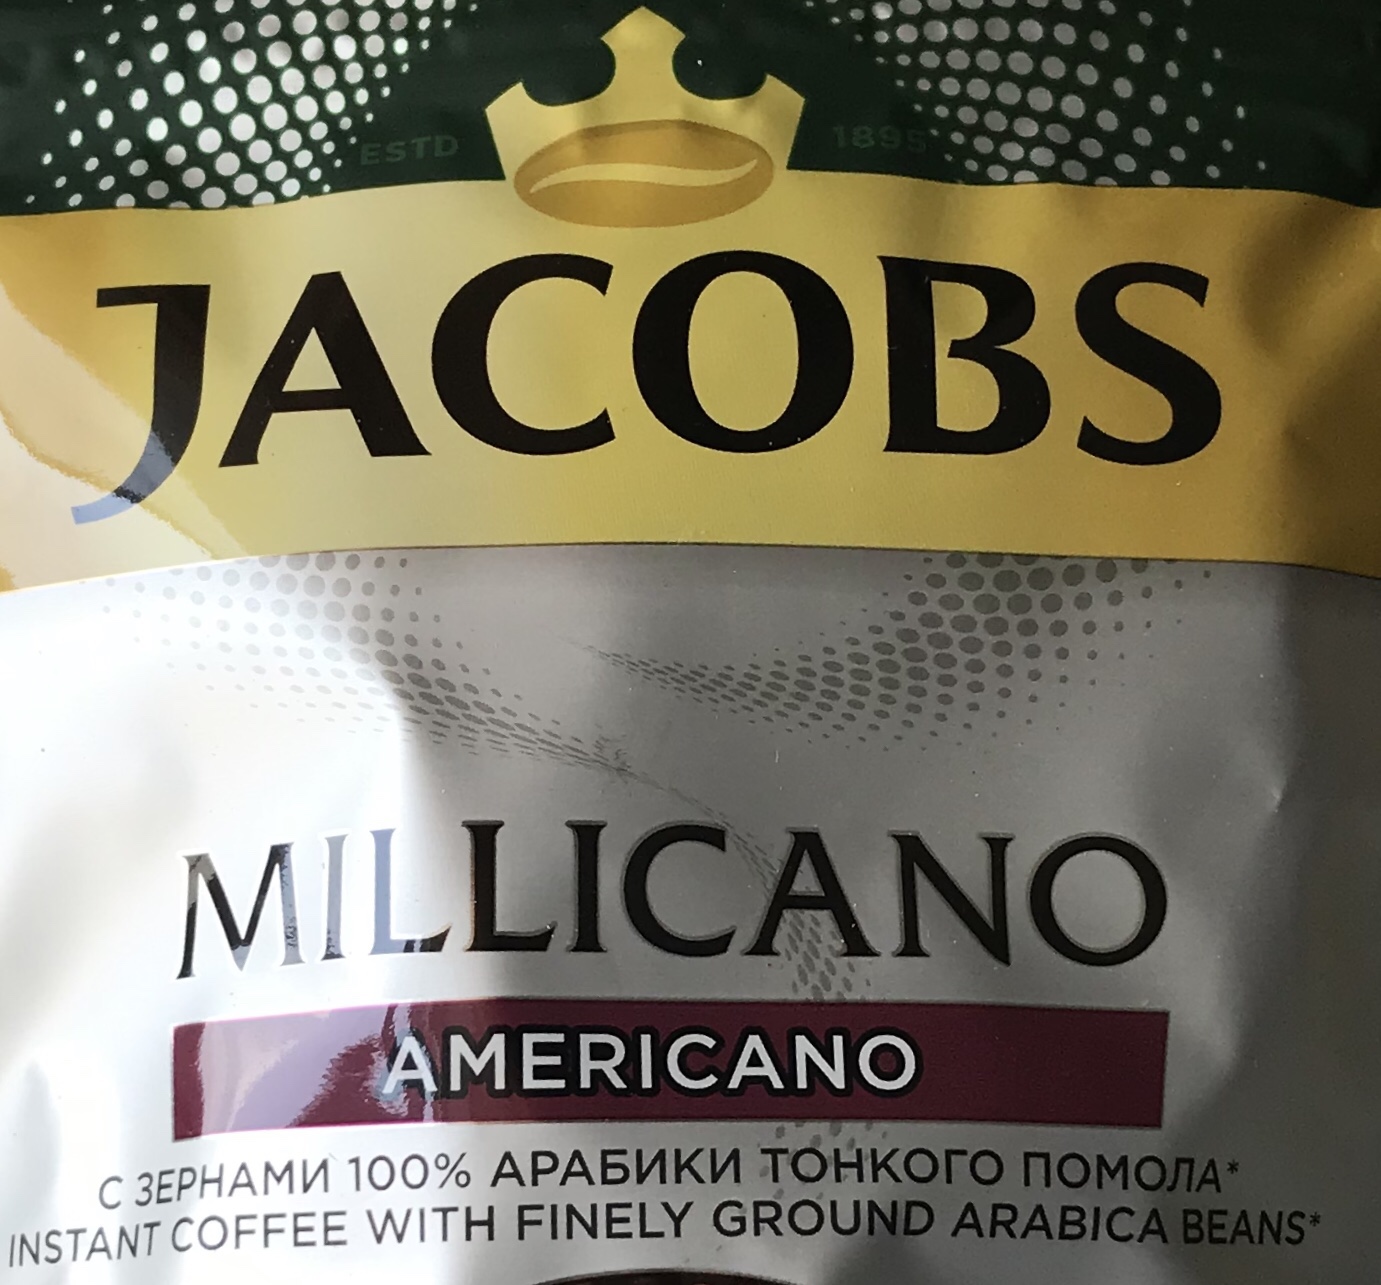 ESTD 1895
JACOBS
MILLICANO
AMERICANO
С ЗЕРНАМИ 100% АРАБИКИ ТОНКОГО ПОМОЛА*
INSTANT COFFEE WITH FINELY GROUND ARABICA BEANS*